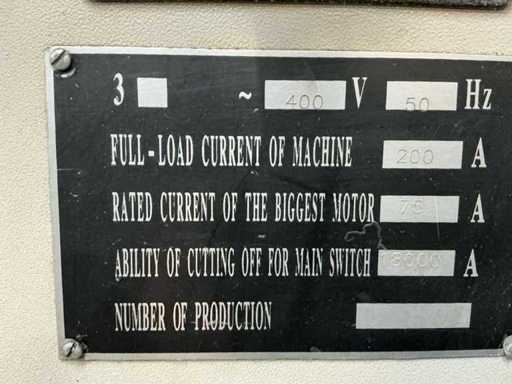 3 ~ 400 V 50 Hz
FULL-LOAD CURRENT OF MACHINE 200 A
RATED CURRENT OF THE BIGGEST MOTOR 75 A
ABILITY OF CUTTING OFF FOR MAIN SWITCH A
NUMBER OF PRODUCTION